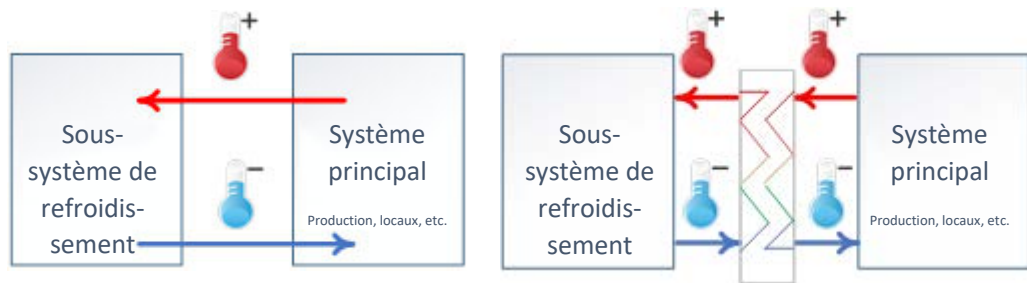 +
Sous-
système de
refroidis-
sement
Système
principal
Production, locaux, etc.
−
+
+
Sous-
système de
refroidis-
sement
Système
principal
Production, locaux, etc.
−
−